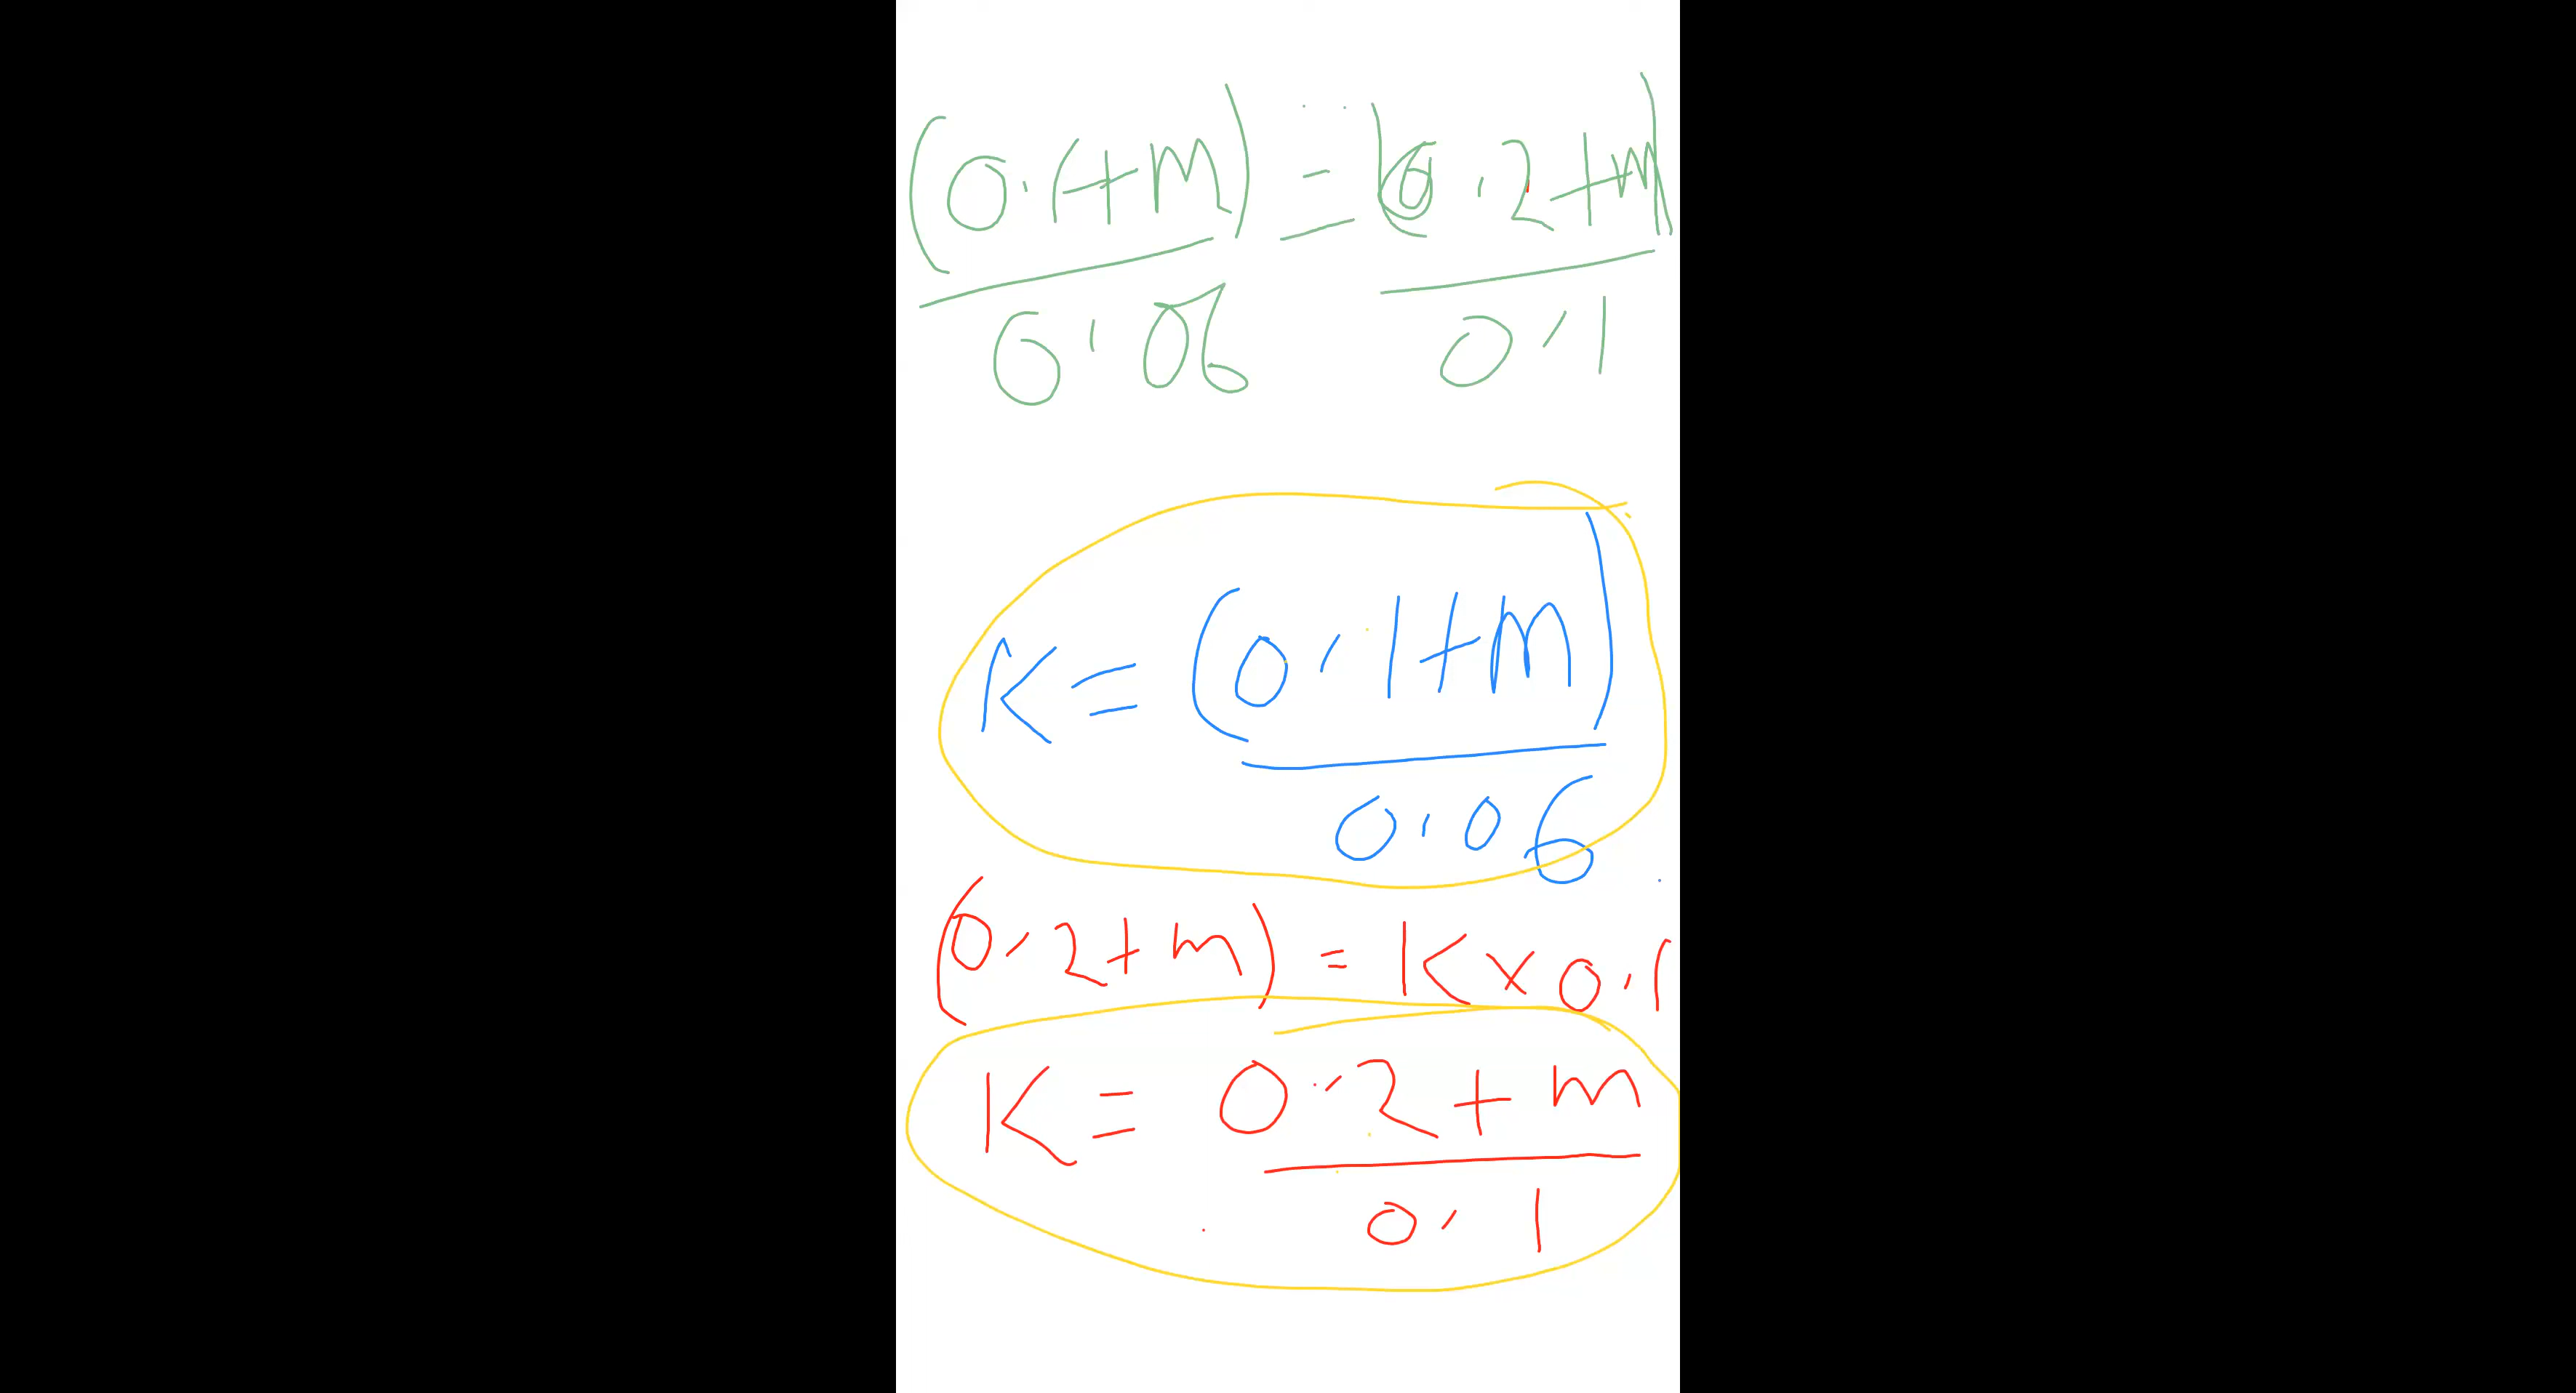 (0.1+m) = (0.2+m)
0.06 0.1
K = (0.1+m)
0.06
(0.2+m) = K x 0.1
K = 0.2+m
0.1